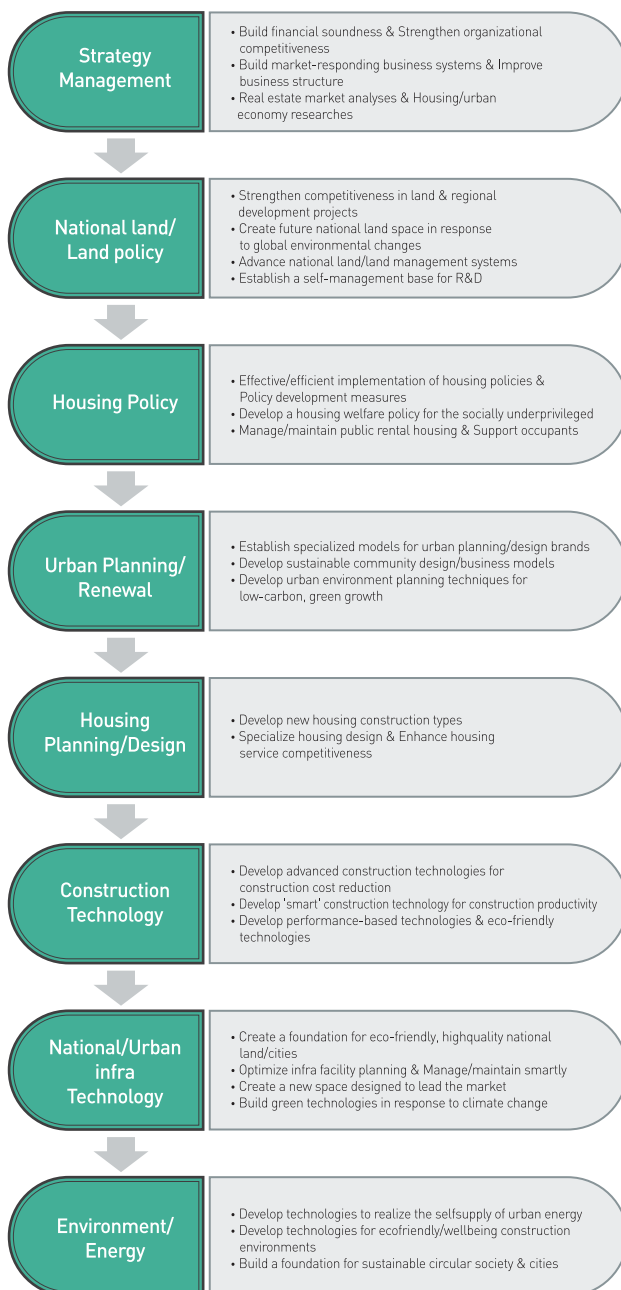 Strategy
Management
• Build financial soundness & Strengthen organizational
competitiveness
• Build market-responding business systems & Improve
business structure
• Real estate market analyses & Housing/urban
economy researches
National land/
Land policy
• Strengthen competitiveness in land & regional
development projects
• Create future national land space in response
to global environmental changes
• Advance national land/land management systems
• Establish a self-management base for R&D
Housing Policy
• Effective/efficient implementation of housing policies &
Policy development measures
• Develop a housing welfare policy for the socially underprivileged
• Manage/maintain public rental housing & Support occupants
Urban Planning/
Renewal
• Establish specialized models for urban planning/design brands
• Develop sustainable community design/business models
• Develop urban environment planning techniques for
low-carbon, green growth
Housing
Planning/Design
• Develop new housing construction types
• Specialize housing design & Enhance housing
service competitiveness
Construction
Technology
• Develop advanced construction technologies for
construction cost reduction
• Develop 'smart' construction technology for construction productivity
• Develop performance-based technologies & eco-friendly
technologies
National/Urban
infra
Technology
• Create a foundation for eco-friendly, highquality national
land/cities
• Optimize infra facility planning & Manage/maintain smartly
• Create a new space designed to lead the market
• Build green technologies in response to climate change
Environment/
Energy
• Develop technologies to realize the selfsupply of urban energy
• Develop technologies for ecofriendly/wellbeing construction
environments
• Build a foundation for sustainable circular society & cities